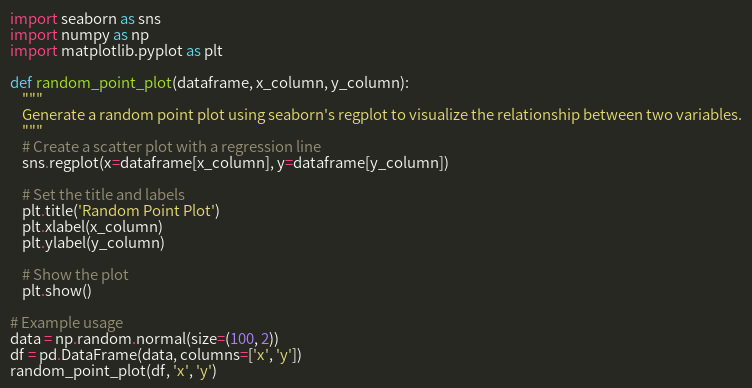 import seaborn as sns
import numpy as np
import matplotlib.pyplot as plt

def random_point_plot(dataframe, x_column, y_column):
    """
    Generate a random point plot using seaborn's regplot to visualize the relationship between two variables.
    """
    # Create a scatter plot with a regression line
    sns.regplot(x=dataframe[x_column], y=dataframe[y_column])

    # Set the title and labels
    plt.title('Random Point Plot')
    plt.xlabel(x_column)
    plt.ylabel(y_column)

    # Show the plot
    plt.show()

# Example usage
data = np.random.normal(size=(100, 2))
df = pd.DataFrame(data, columns=['x', 'y'])
random_point_plot(df, 'x', 'y')